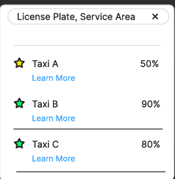 License Plate, Service Area ✕
Taxi A 50%
Learn More
Taxi B 90%
Learn More
Taxi C 80%
Learn More